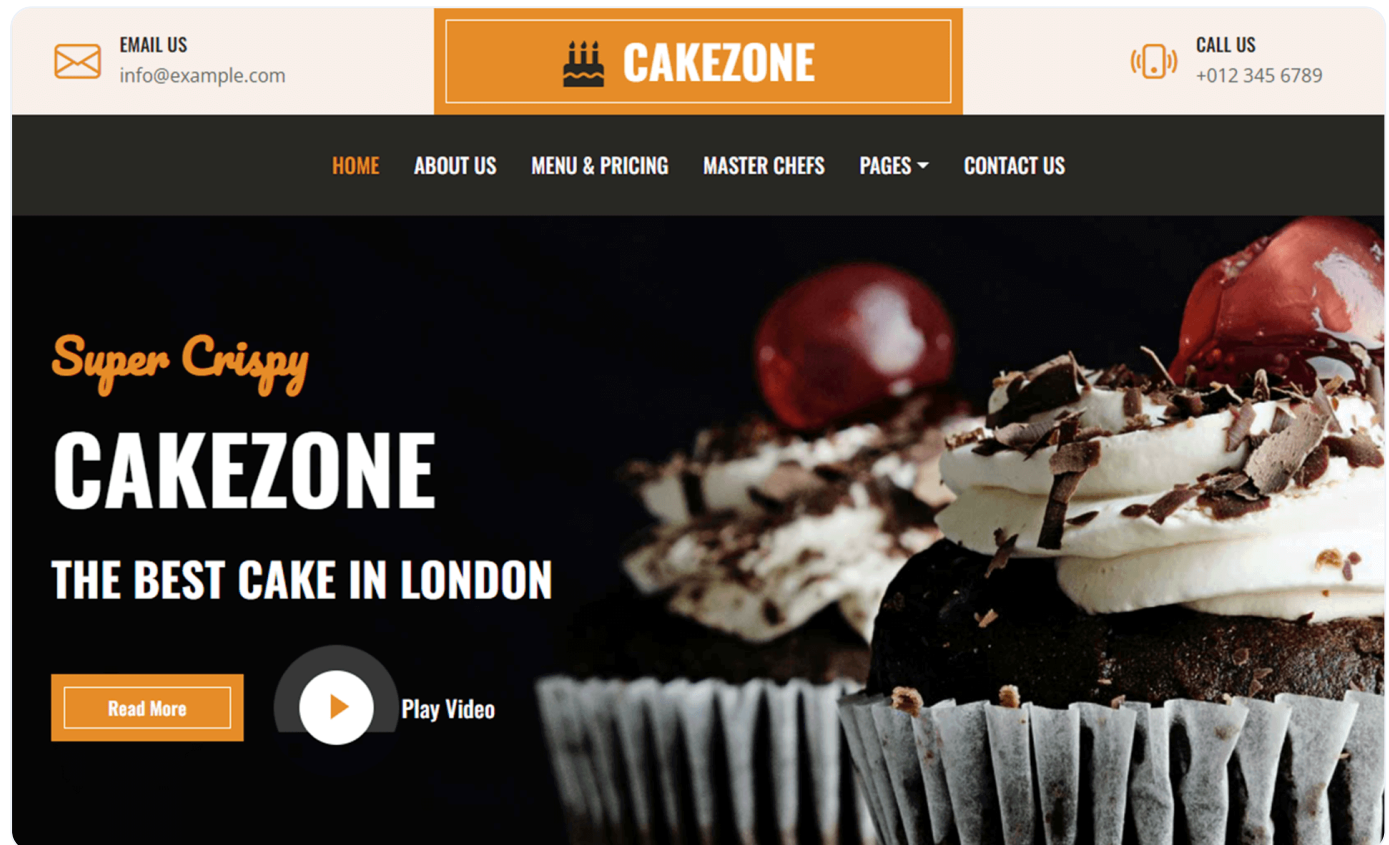 EMAIL US
info@example.com
CAKEZONE
CALL US
+012 345 6789
HOME ABOUT US MENU & PRICING MASTER CHEFS PAGES CONTACT US
Super Crispy
CAKEZONE
THE BEST CAKE IN LONDON
Read More
Play Video